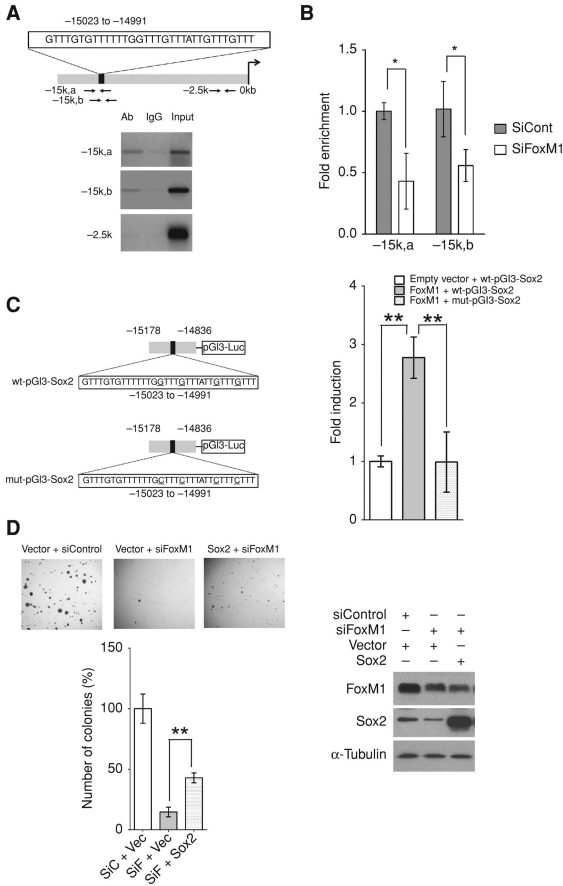 A
−15023 to −14991
GTTTGTGTTTTTTGGTTTGTTTATTGTTTGTTT
−15k,a
−15k,b
−2.5k
0kb
Ab IgG Input
−15k,a
−15k,b
−2.5k
B
Fold enrichment
1.5
1.0
0.5
0.0
*
*
SiCont
SiFoxM1
−15k,a
−15k,b
C
−15178 −14836
pGl3-Luc
wt-pGl3-Sox2
GTTTGTGTTTTTTGGTTTGTTTATTGTTTGTTT
−15023 to −14991
−15178 −14836
pGl3-Luc
mut-pGl3-Sox2
GTTTGTGTTTTTTGCTTTCTTTATTCTTTCTTT
−15023 to −14991
Empty vector + wt-pGl3-Sox2
FoxM1 + wt-pGl3-Sox2
FoxM1 + mut-pGl3-Sox2
Fold induction
4
3
2
1
0
**
**
D
Vector + siControl
Vector + siFoxM1
Sox2 + siFoxM1
Number of colonies (%)
150
100
50
0
**
SiC + Vec
SiF + Vec
SiF + Sox2
siControl + − −
siFoxM1 − + +
Vector + + −
Sox2 − − +
FoxM1
Sox2
α-Tubulin